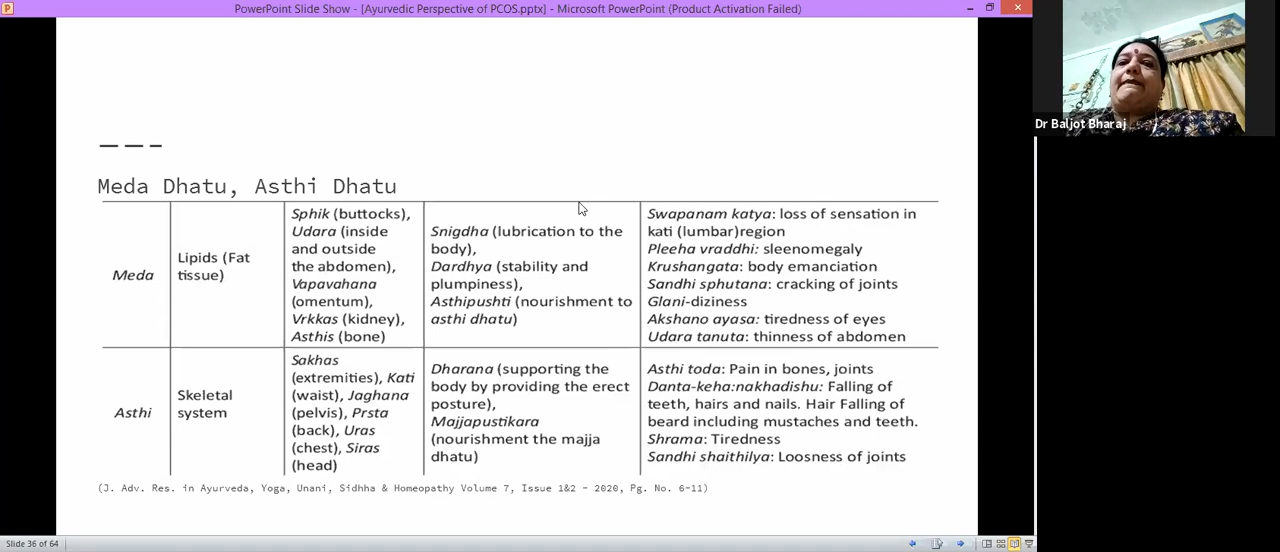 PowerPoint Slide Show - [Ayurvedic Perspective of PCOS.pptx] - Microsoft PowerPoint (Product Activation Failed)
Dr Baljot Bharaj
Meda Dhatu, Asthi Dhatu
Meda
Lipids (Fat
tissue)
Sphik (buttocks),
Udara (inside
and outside
the abdomen),
Vapavahana
(omentum),
Vrkkas (kidney),
Asthis (bone)
Snigdha (lubrication to the
body),
Dardhya (stability and
plumpiness),
Asthipushti (nourishment to
asthi dhatu)
Swapanam katya: loss of sensation in
kati (lumbar)region
Pleeha vraddhi: sleenomegaly
Krushangata: body emanciation
Sandhi sphutana: cracking of joints
Glani-diziness
Akshano ayasa: tiredness of eyes
Udara tanuta: thinness of abdomen
Asthi
Skeletal
system
Sakhas
(extremities), Kati
(waist), Jaghana
(pelvis), Prsta
(back), Uras
(chest), Siras
(head)
Dharana (supporting the
body by providing the erect
posture),
Majjapustikara
(nourishment the majja
dhatu)
Asthi toda: Pain in bones, joints
Danta-keha:nakhadishu: Falling of
teeth, hairs and nails. Hair Falling of
beard including mustaches and teeth.
Shrama: Tiredness
Sandhi shaithilya: Loosness of joints
(J. Adv. Res. in Ayurveda, Yoga, Unani, Sidhha & Homeopathy Volume 7, Issue 1&2 - 2020, Pg. No. 6-11)
Slide 36 of 64